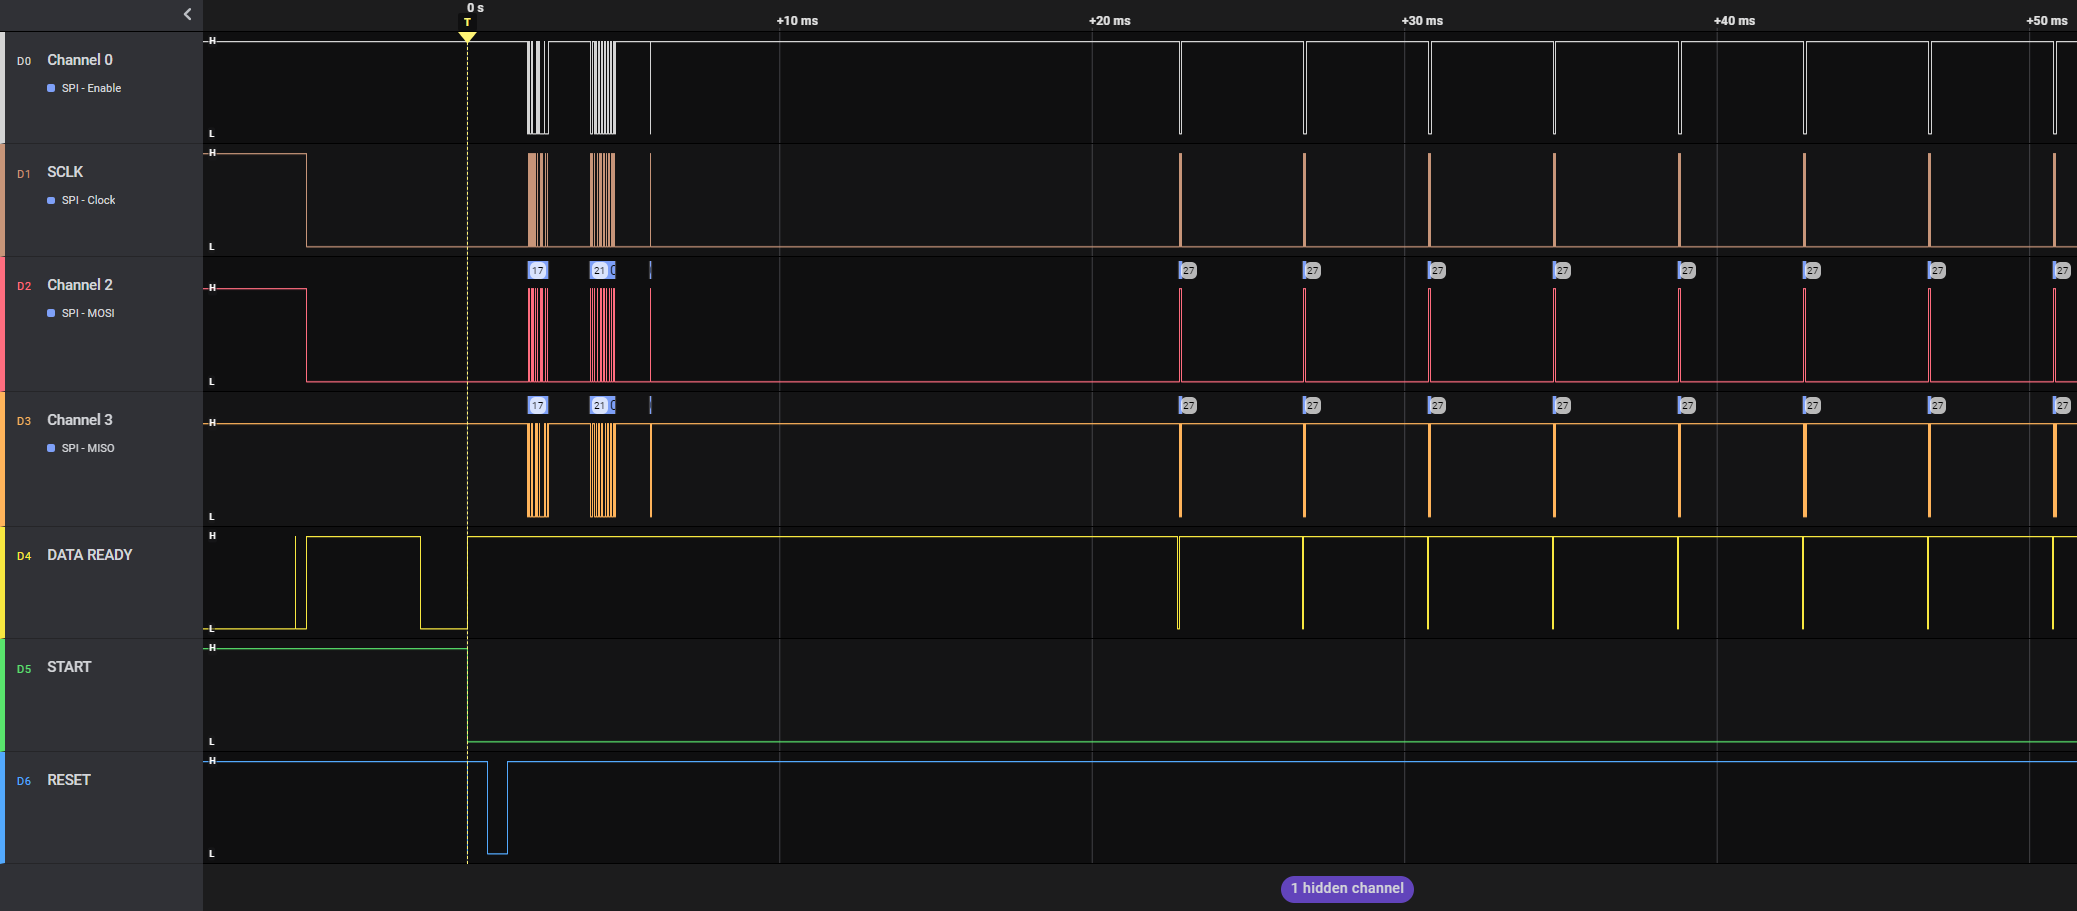 0 s
T
+10 ms
+20 ms
+30 ms
+40 ms
+50 ms
D0 Channel 0
SPI - Enable
H
L
D1 SCLK
SPI - Clock
H
L
D2 Channel 2
SPI - MOSI
17 21 27 27 27 27 27 27 27 27
H
L
D3 Channel 3
SPI - MISO
17 21 27 27 27 27 27 27 27 27
H
L
D4 DATA READY
H
L
D5 START
H
L
D6 RESET
H
L
1 hidden channel